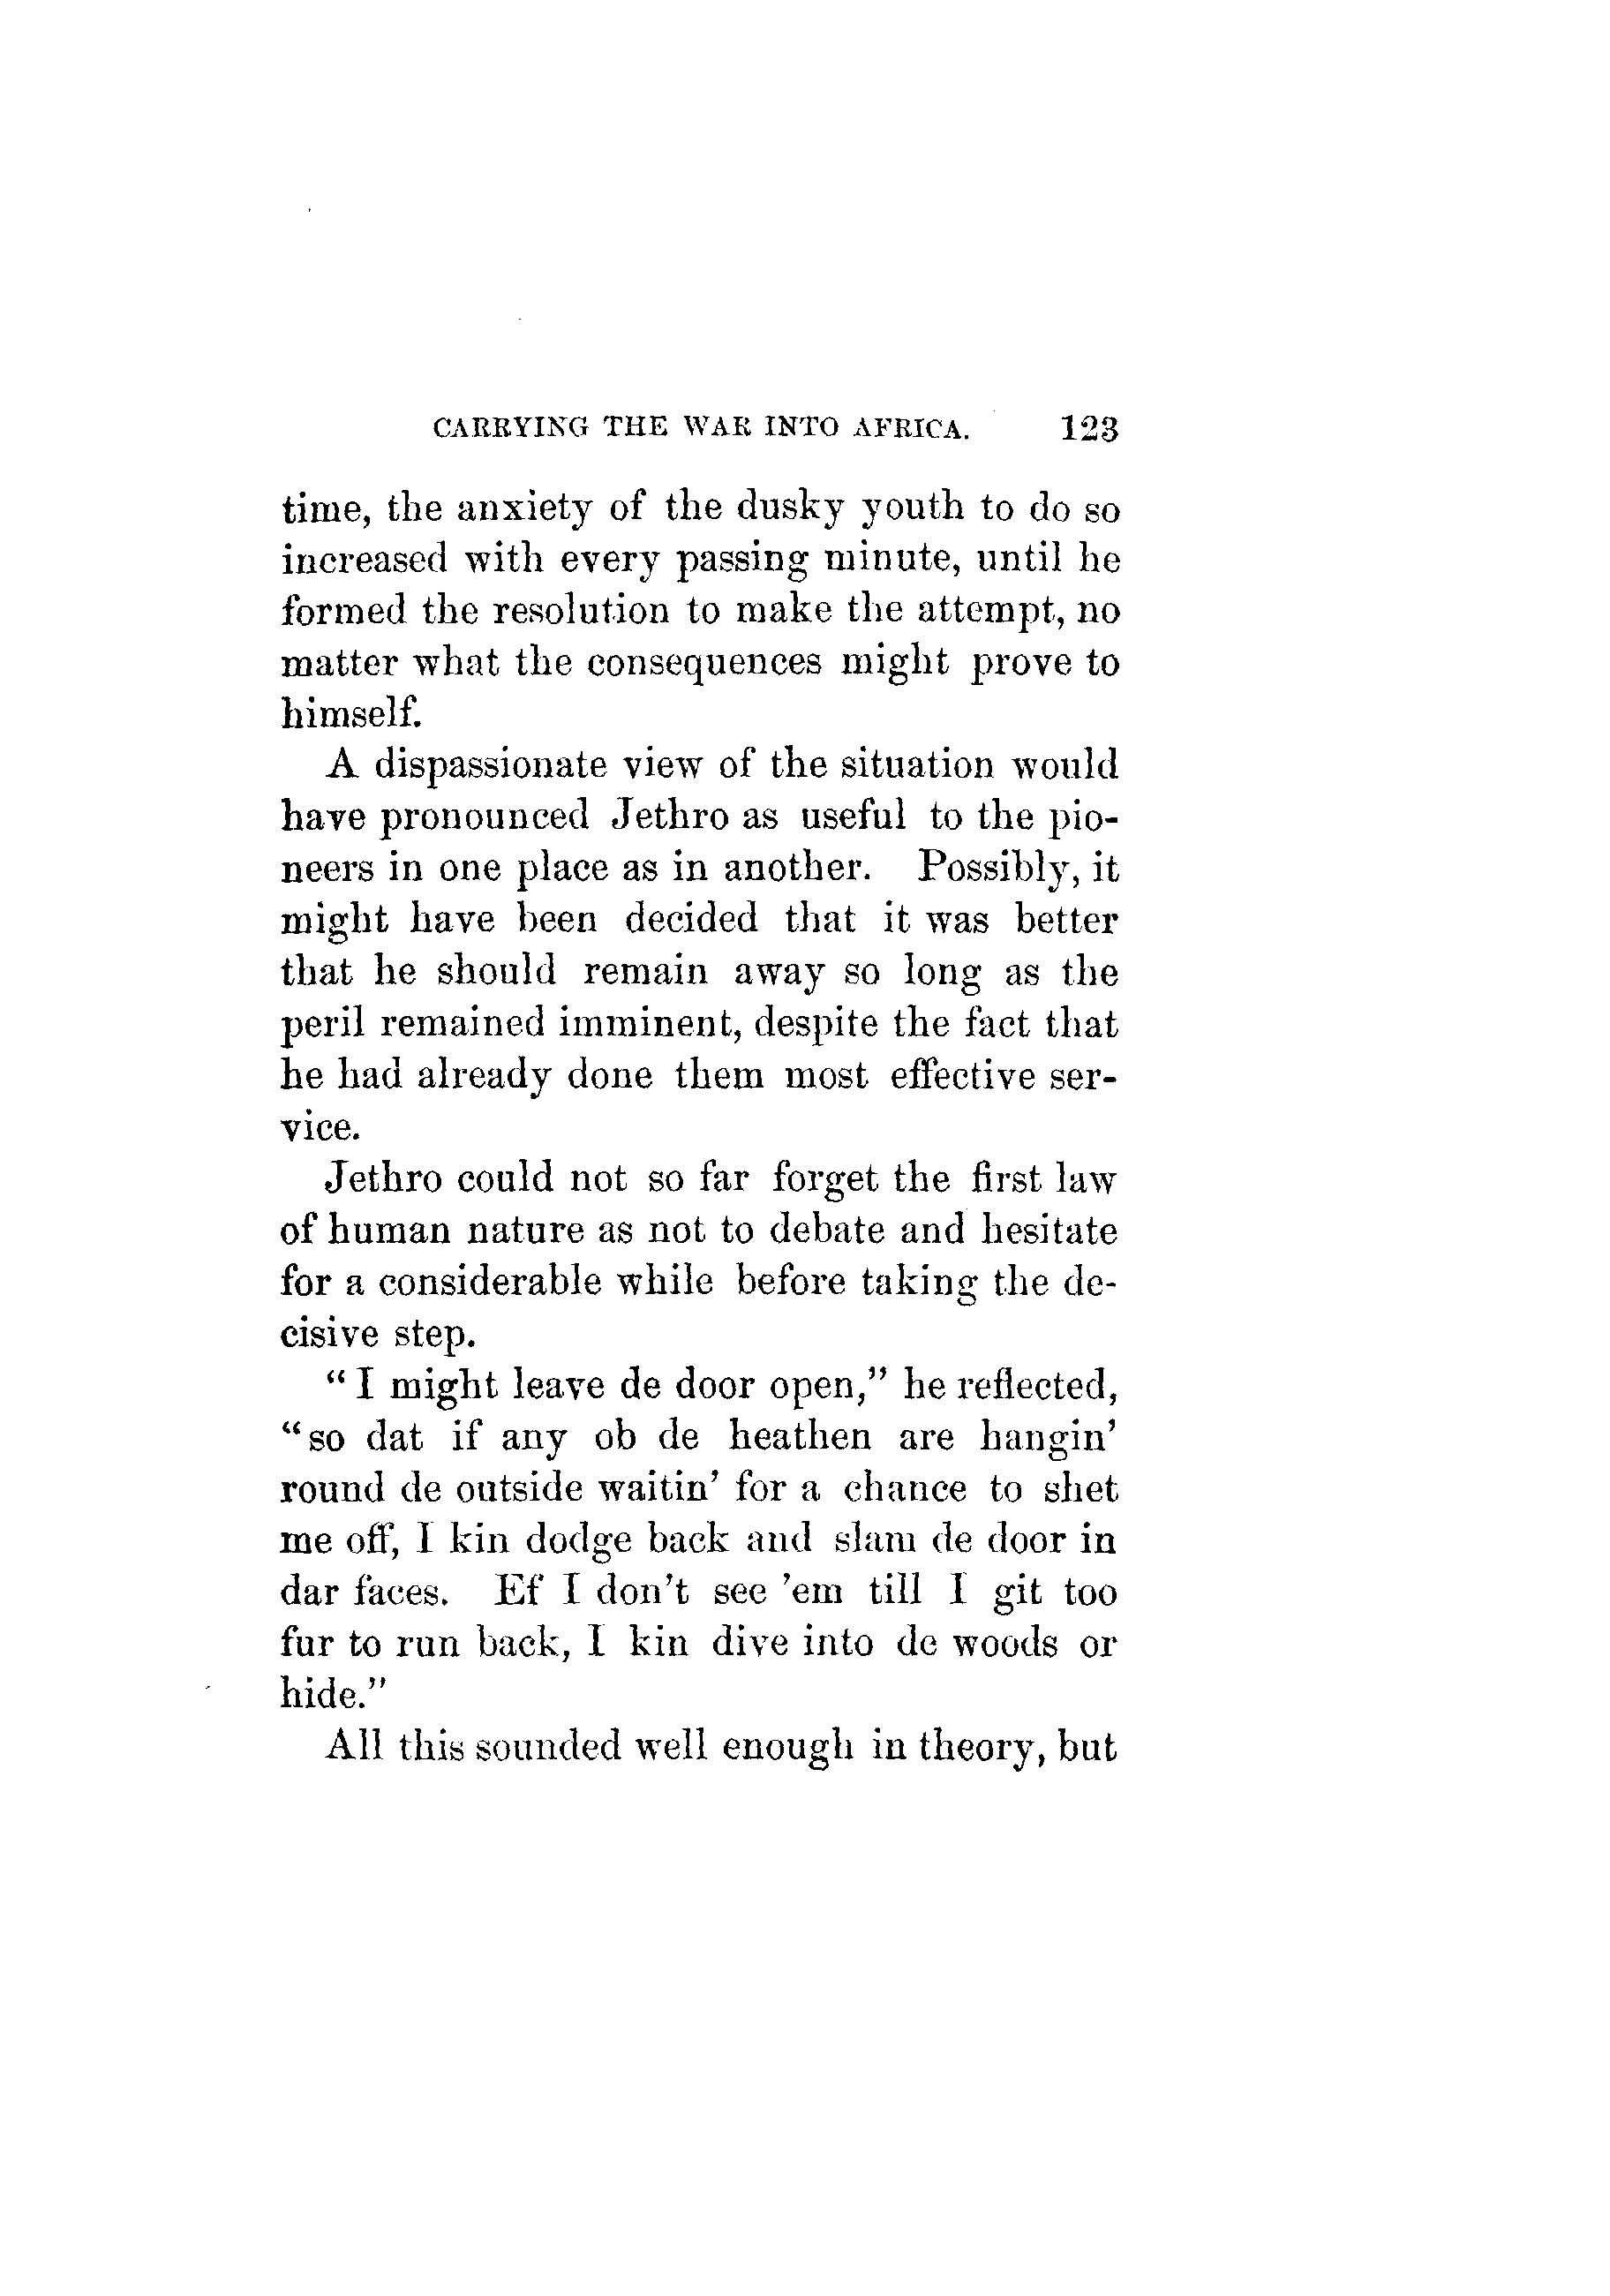 CARRYING THE WAR INTO AFRICA. 123
time, the anxiety of the dusky youth to do so
increased with every passing minute, until he
formed the resolution to make the attempt, no
matter what the consequences might prove to
himself.
A dispassionate view of the situation would
have pronounced Jethro as useful to the pio-
neers in one place as in another. Possibly, it
might have been decided that it was better
that he should remain away so long as the
peril remained imminent, despite the fact that
he had already done them most effective ser-
vice.
Jethro could not so far forget the first law
of human nature as not to debate and hesitate
for a considerable while before taking the de-
cisive step.
“ I might leave de door open,” he reflected,
“ so dat if any ob de heathen are hangin’
round de outside waitin’ for a chance to shet
me off, I kin dodge back and slam de door in
dar faces. Ef I don’t see ’em till I git too
fur to run back, I kin dive into de woods or
hide.”
All this sounded well enough in theory, but